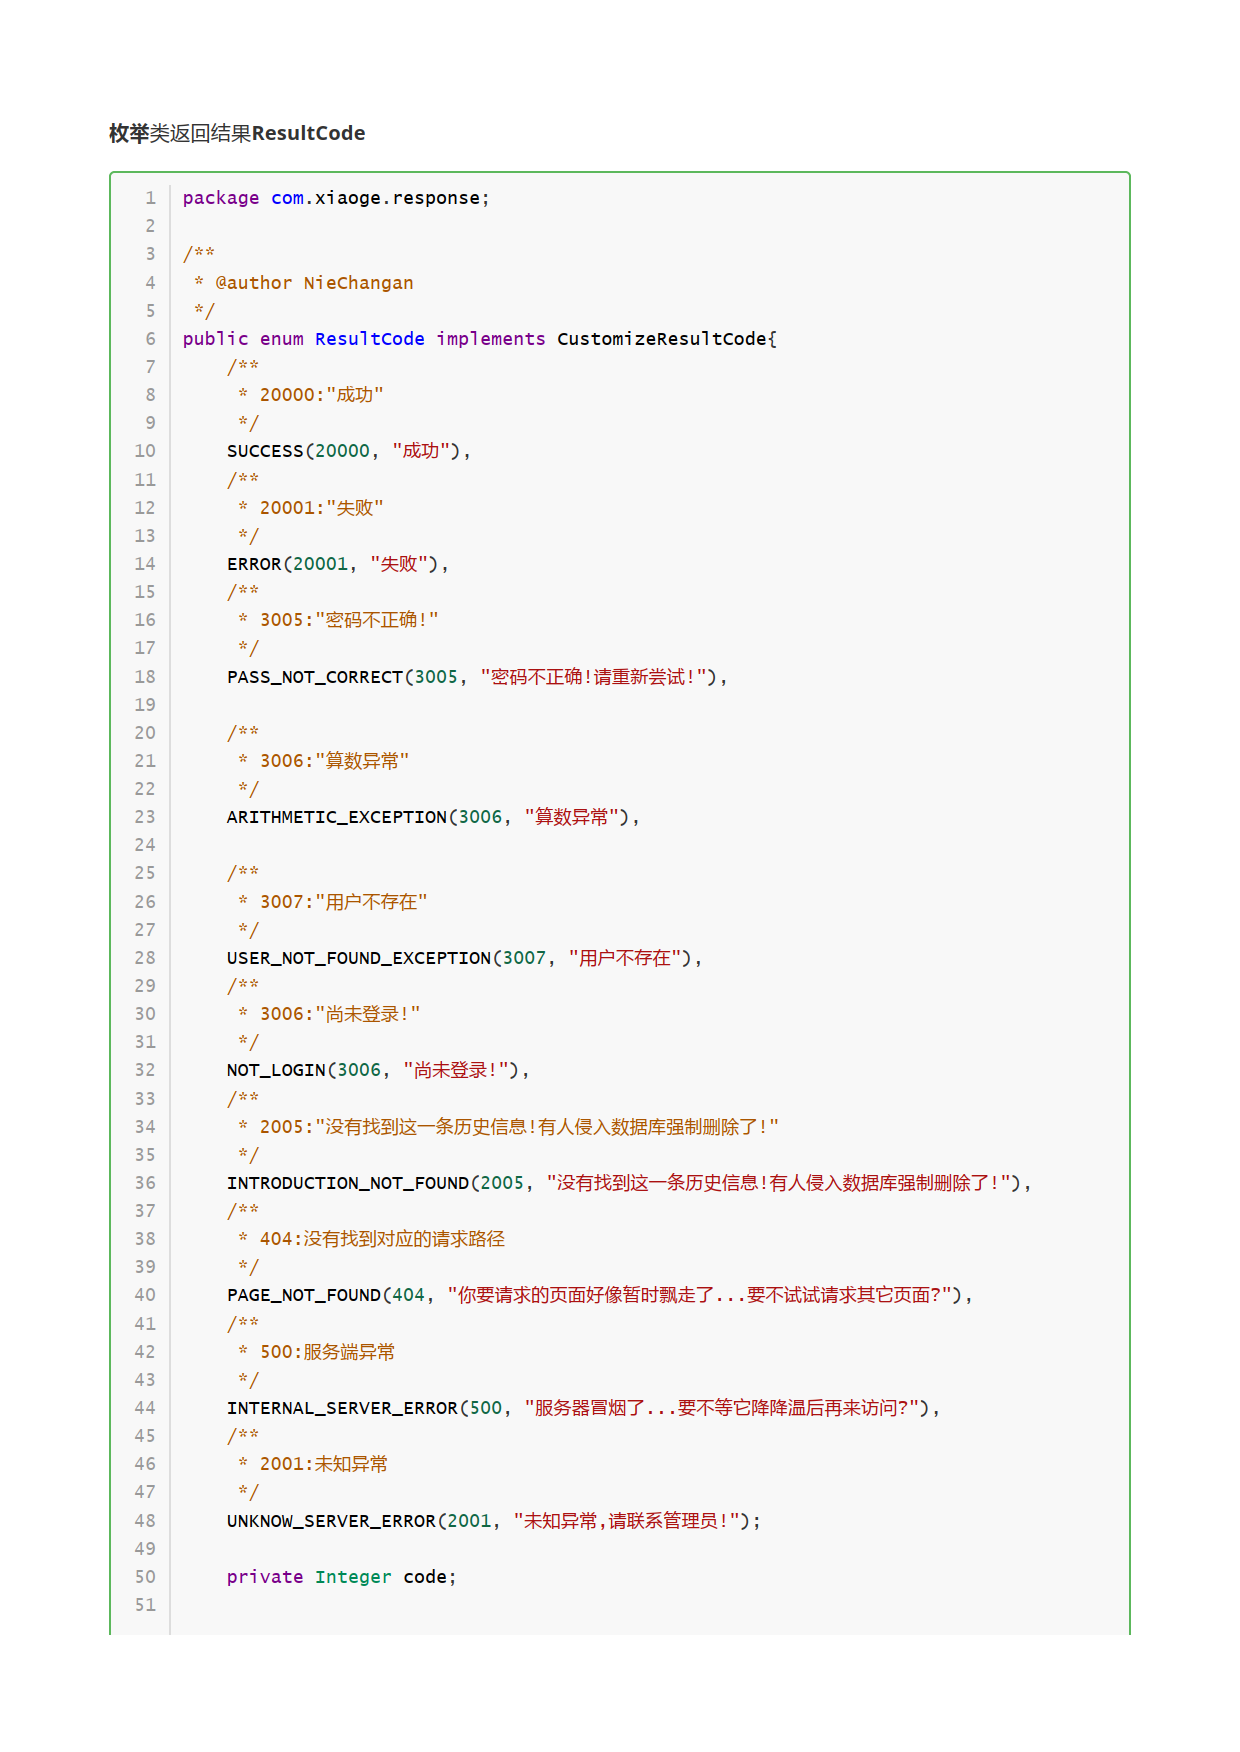 枚举类返回结果ResultCode
1 package com.xiaoge.response;
2
3 /**
4  * @author NieChangan
5  */
6 public enum ResultCode implements CustomizeResultCode{
7     /**
8      * 20000:"成功"
9      */
10     SUCCESS(20000, "成功"),
11     /**
12      * 20001:"失败"
13      */
14     ERROR(20001, "失败"),
15     /**
16      * 3005:"密码不正确!"
17      */
18     PASS_NOT_CORRECT(3005, "密码不正确!请重新尝试!"),
19
20     /**
21      * 3006:"算数异常"
22      */
23     ARITHMETIC_EXCEPTION(3006, "算数异常"),
24
25     /**
26      * 3007:"用户不存在"
27      */
28     USER_NOT_FOUND_EXCEPTION(3007, "用户不存在"),
29     /**
30      * 3006:"尚未登录!"
31      */
32     NOT_LOGIN(3006, "尚未登录!"),
33     /**
34      * 2005:"没有找到这一条历史信息!有人侵入数据库强制删除了!"
35      */
36     INTRODUCTION_NOT_FOUND(2005, "没有找到这一条历史信息!有人侵入数据库强制删除了!"),
37     /**
38      * 404:没有找到对应的请求路径
39      */
40     PAGE_NOT_FOUND(404, "你要请求的页面好像暂时飘走了...要不试试请求其它页面?"),
41     /**
42      * 500:服务端异常
43      */
44     INTERNAL_SERVER_ERROR(500, "服务器冒烟了...要不等它降降温后再来访问?"),
45     /**
46      * 2001:未知异常
47      */
48     UNKNOW_SERVER_ERROR(2001, "未知异常,请联系管理员!");
49
50     private Integer code;
51